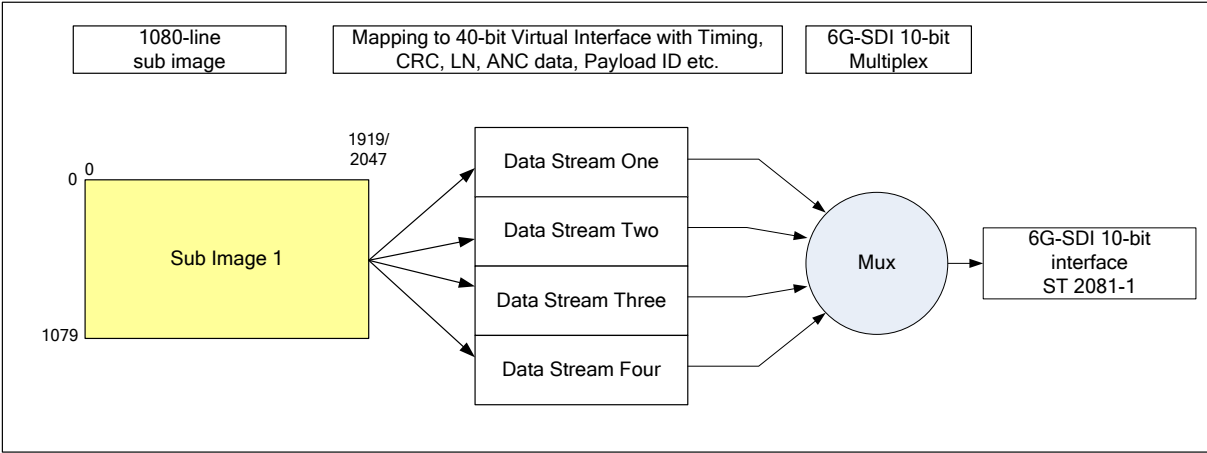 1080-line
sub image
Mapping to 40-bit Virtual Interface with Timing,
CRC, LN, ANC data, Payload ID etc.
6G-SDI 10-bit
Multiplex
1919/
2047
0
0
Sub Image 1
1079
Data Stream One
Data Stream Two
Data Stream Three
Data Stream Four
Mux
6G-SDI 10-bit
interface
ST 2081-1